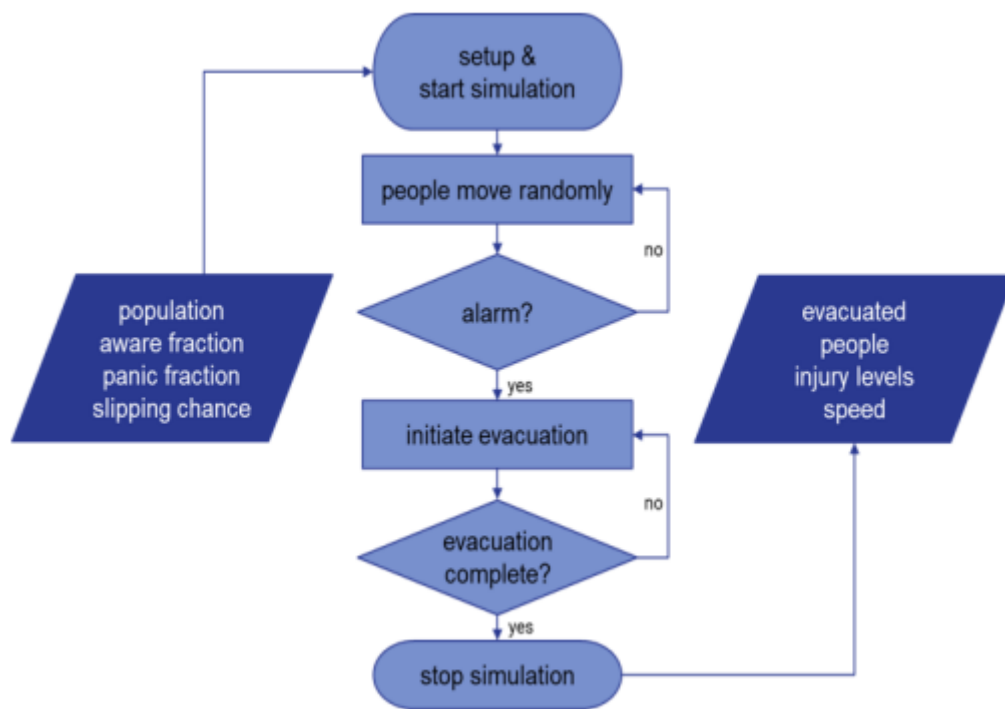 setup &
start simulation
people move randomly
no
alarm?
population
aware fraction
panic fraction
slipping chance
evacuated
people
injury levels
speed
yes
initiate evacuation
no
evacuation
complete?
yes
stop simulation